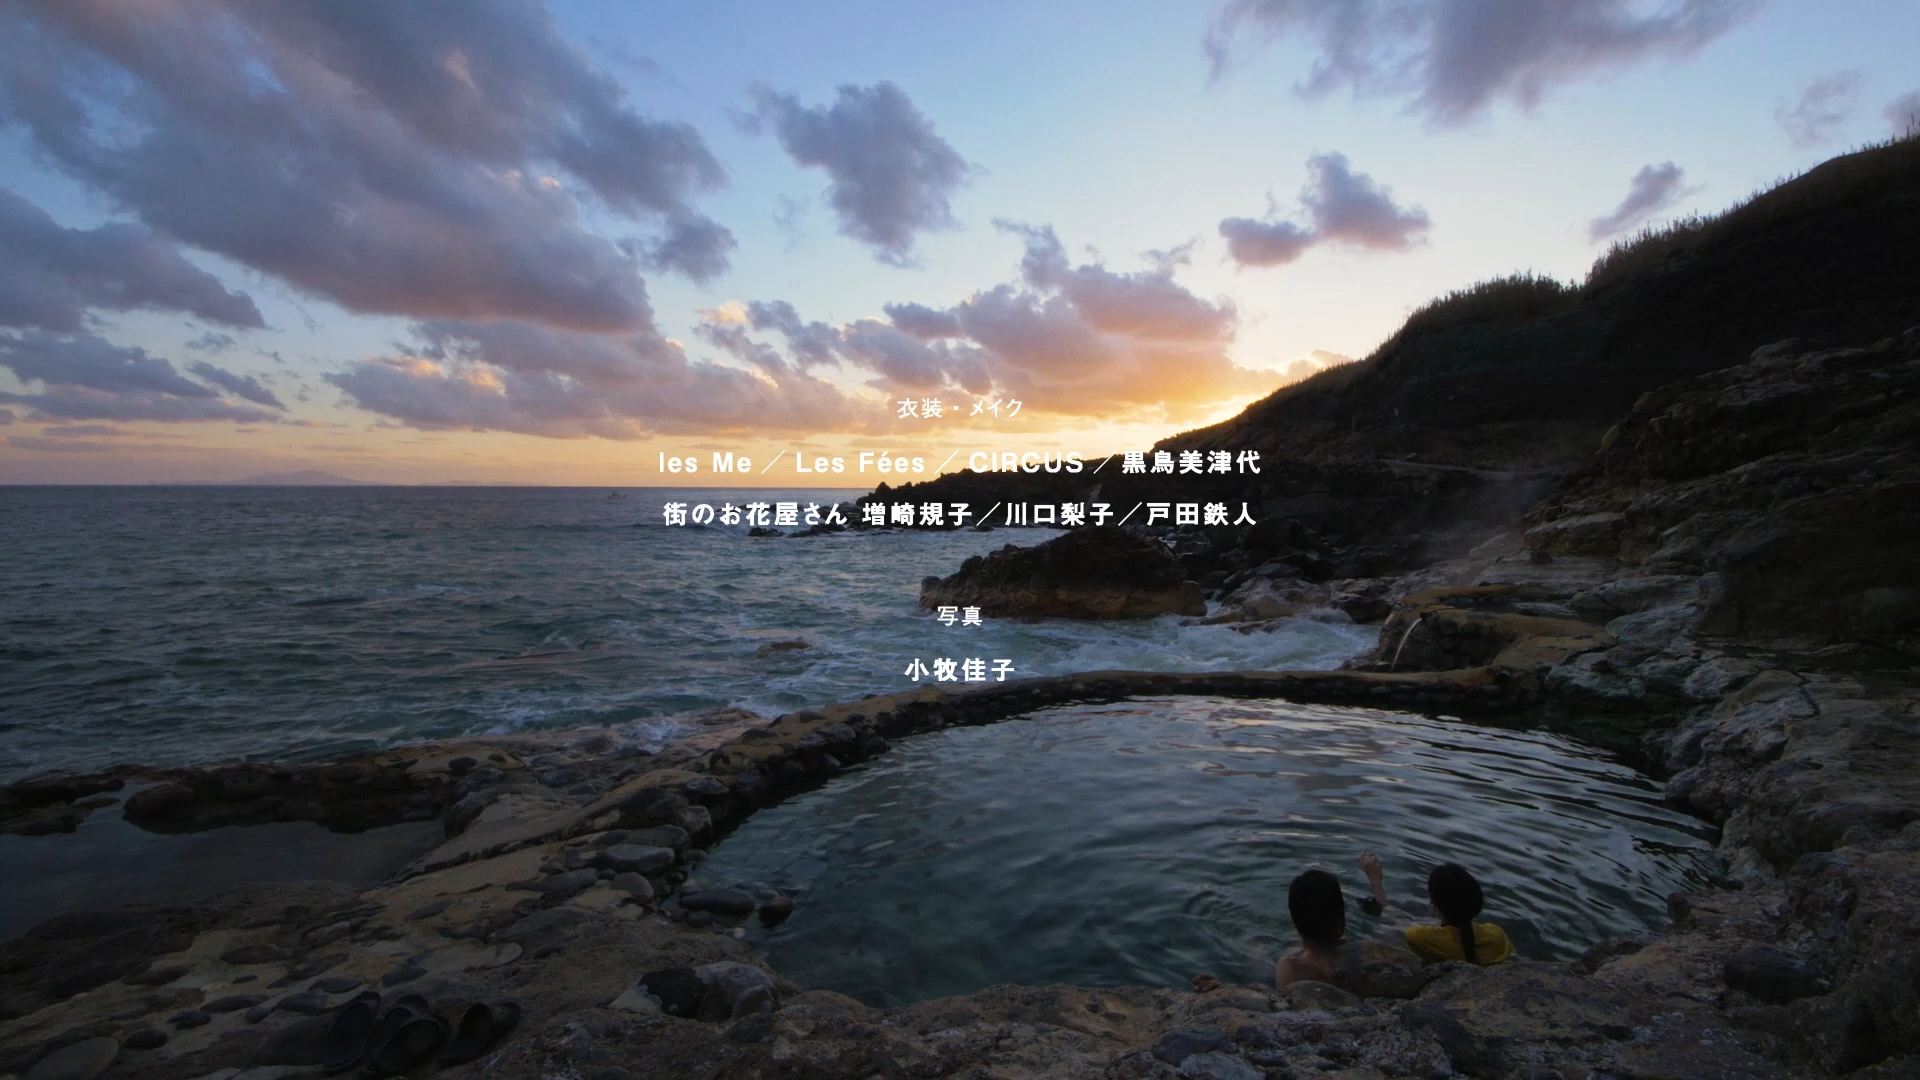 衣装・メイク
les Me ／ Les Fées ／ CIRCUS ／黒鳥美津代
街のお花屋さん 増崎規子／川口梨子／戸田鉄人
写真
小牧佳子